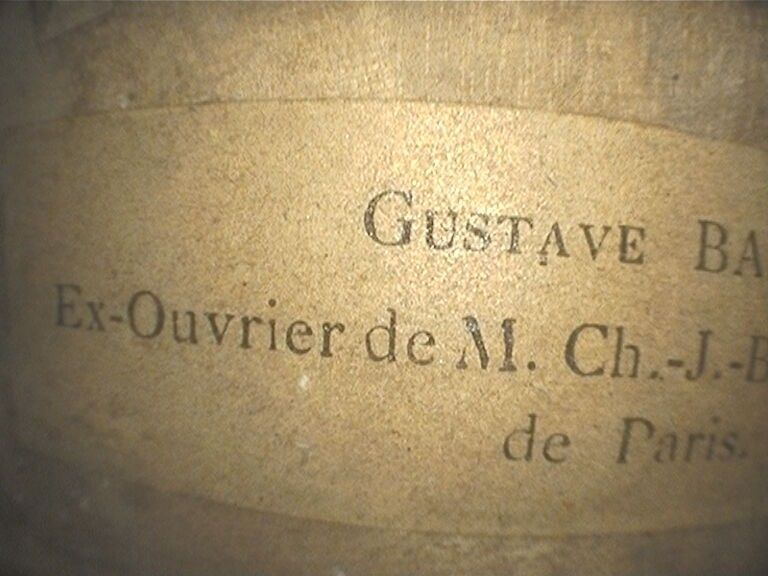 GUSTAVE BA
Ex-Ouvrier de M. Ch.-J.-B
de Paris.